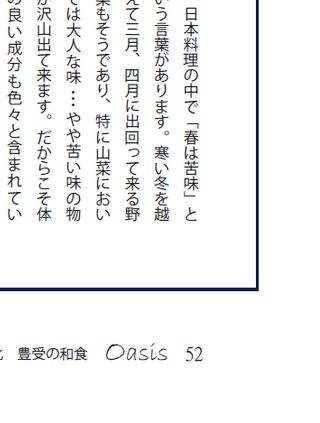 日本料理の中で「春は苦味」と
いう言葉があります。寒い冬を越
えて三月、四月に出回って来る野
菜もそうであり、特に山菜におい
ては大人な味…やや苦い味の物
が沢山出て来ます。だからこそ体
の良い成分も色々と含まれてい
豊受の和食 Oasis 52